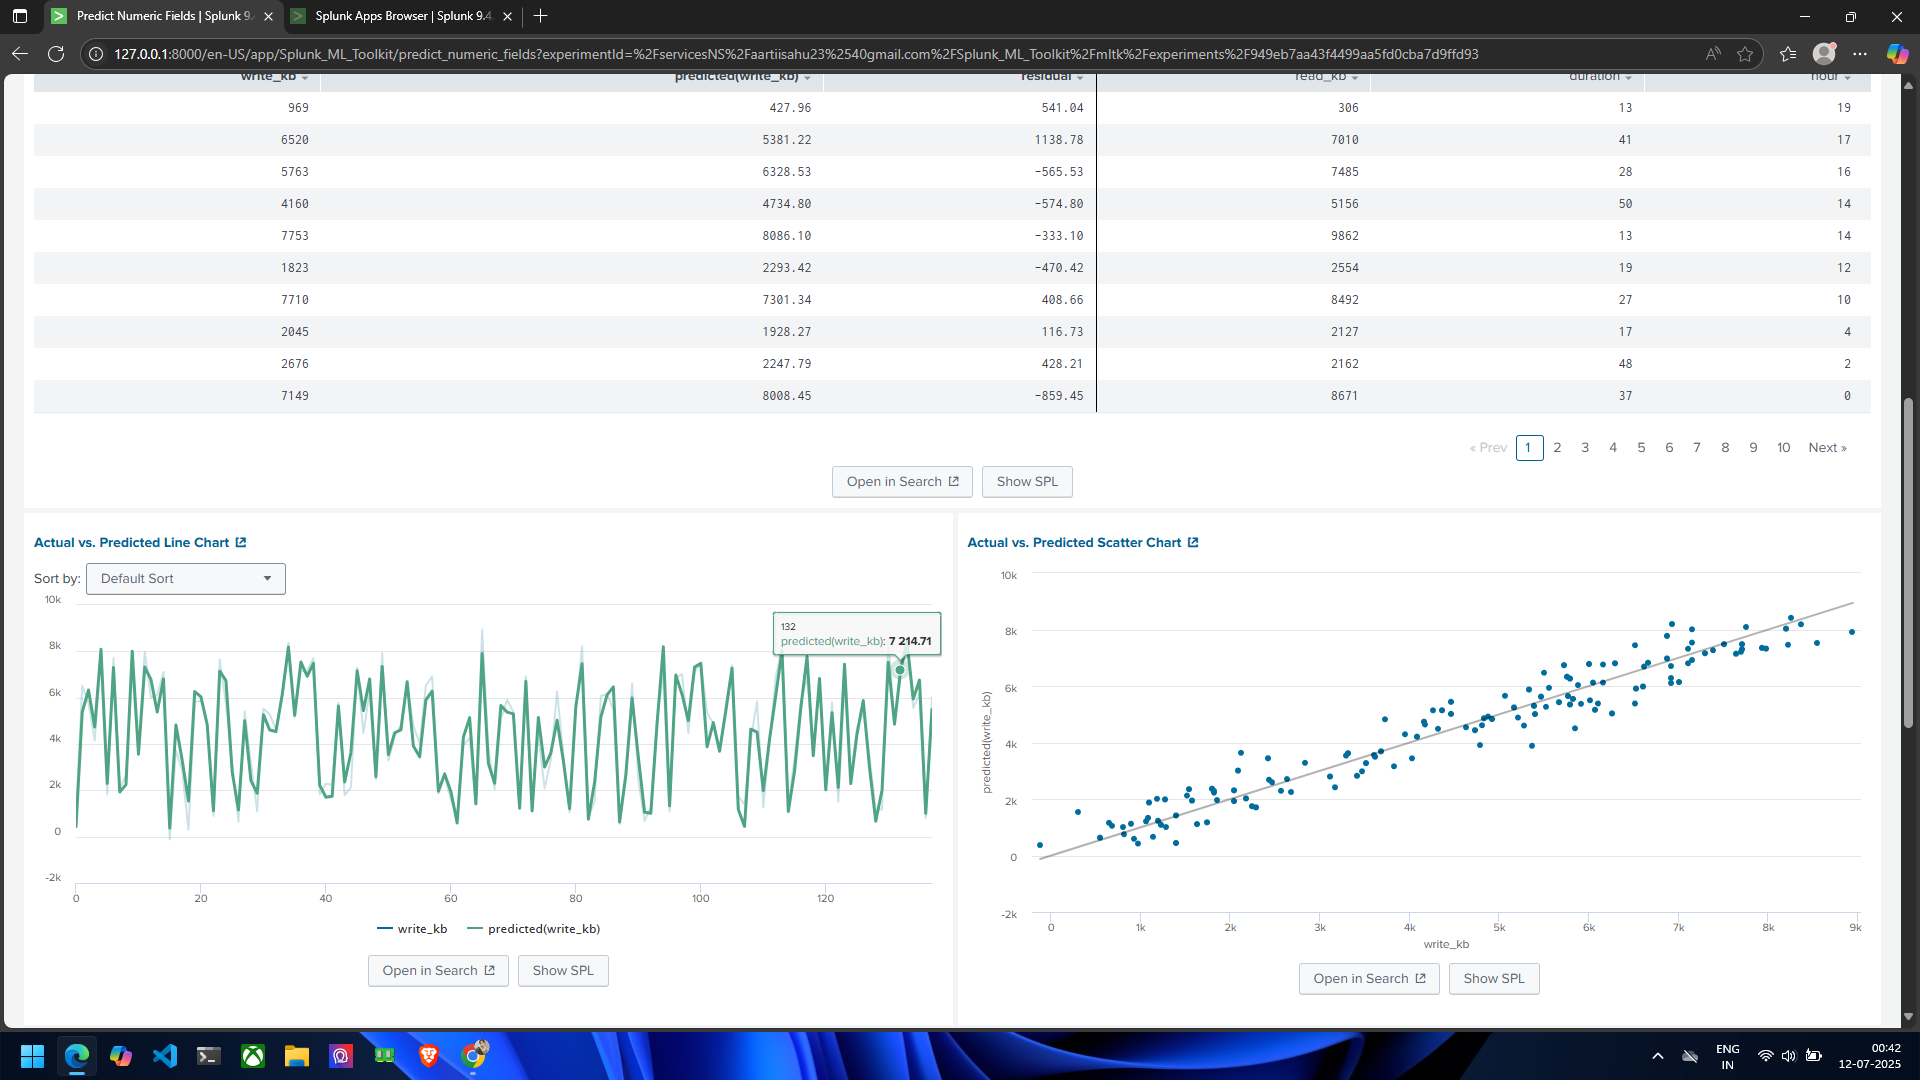 Predict Numeric Fields | Splunk 9.
Splunk Apps Browser | Splunk 9.4
127.0.0.1:8000/en-US/app/Splunk_ML_Toolkit/predict_numeric_fields?experimentId=%2FservicesNS%2Faartiisahu23%2540gmail.com%2FSplunk_ML_Toolkit%2Fmltk%2Fexperiments%2F949eb7aa43f4499aa5fd0cba7d9ffd93
write_kb predicted(write_kb) residual read_kb duration hour
969 427.96 541.04 306 13 19
6520 5381.22 1138.78 7010 41 17
5763 6328.53 -565.53 7485 28 16
4160 4734.80 -574.80 5156 50 14
7753 8086.10 -333.10 9862 13 14
1823 2293.42 -470.42 2554 19 12
7710 7301.34 408.66 8492 27 10
2045 1928.27 116.73 2127 17 4
2676 2247.79 428.21 2162 48 2
7149 8008.45 -859.45 8671 37 0
« Prev 1 2 3 4 5 6 7 8 9 10 Next »
Open in Search Show SPL
Actual vs. Predicted Line Chart
Sort by: Default Sort
10k
8k
6k
4k
2k
0
-2k
132
predicted(write_kb): 7 214.71
0 20 40 60 80 100 120
write_kb predicted(write_kb)
Open in Search Show SPL
Actual vs. Predicted Scatter Chart
10k
8k
6k
4k
2k
0
-2k
predicted(write_kb)
0 1k 2k 3k 4k 5k 6k 7k 8k 9k
write_kb
Open in Search Show SPL
ENG
IN
00:42
12-07-2025